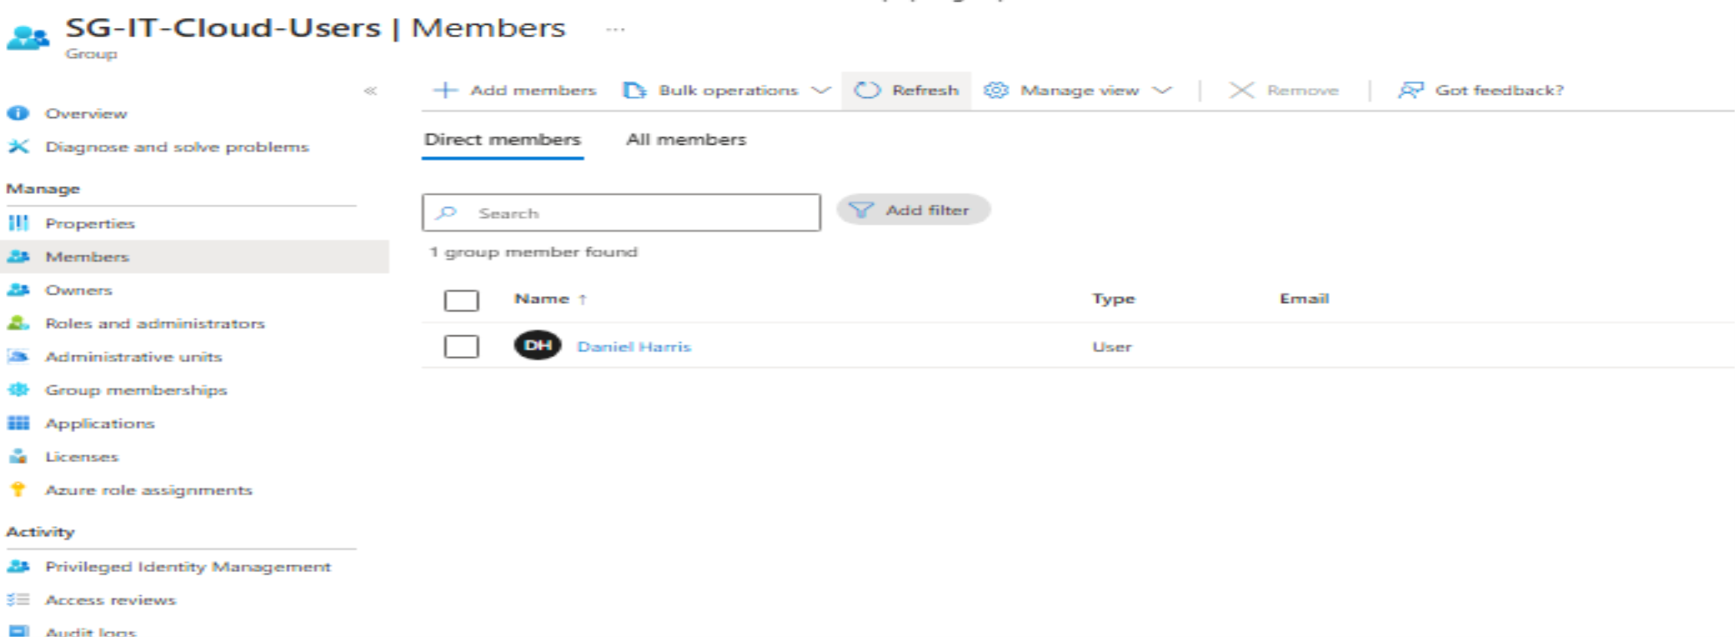 SG-IT-Cloud-Users | Members ...
Group
«
Overview
Diagnose and solve problems
Manage
Properties
Members
Owners
Roles and administrators
Administrative units
Group memberships
Applications
Licenses
Azure role assignments
Activity
Privileged Identity Management
Access reviews
Audit logs
Add members Bulk operations Refresh Manage view Remove Got feedback?
Direct members All members
Search Add filter
1 group member found
Name ↑ Type Email
DH Daniel Harris User